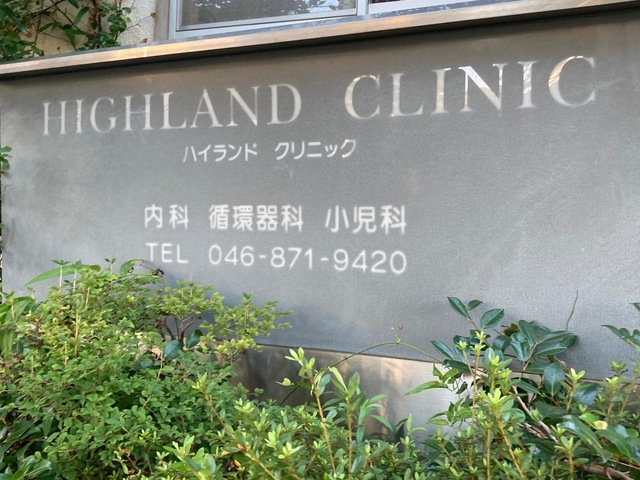 HIGHLAND CLINIC
ハイランド クリニック
内科 循環器科 小児科
TEL 046-871-9420